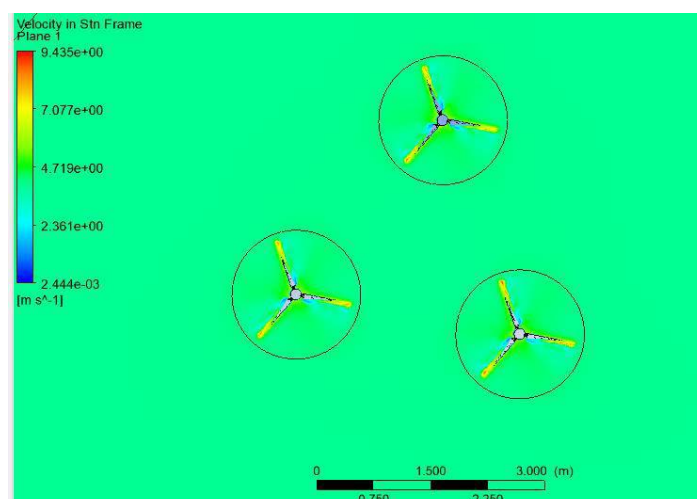 Velocity in Stn Frame
Plane 1
9.435e+00
7.077e+00
4.719e+00
2.361e+00
2.444e-03
[m s^-1]
0 1.500 3.000 (m)
0.750 2.250